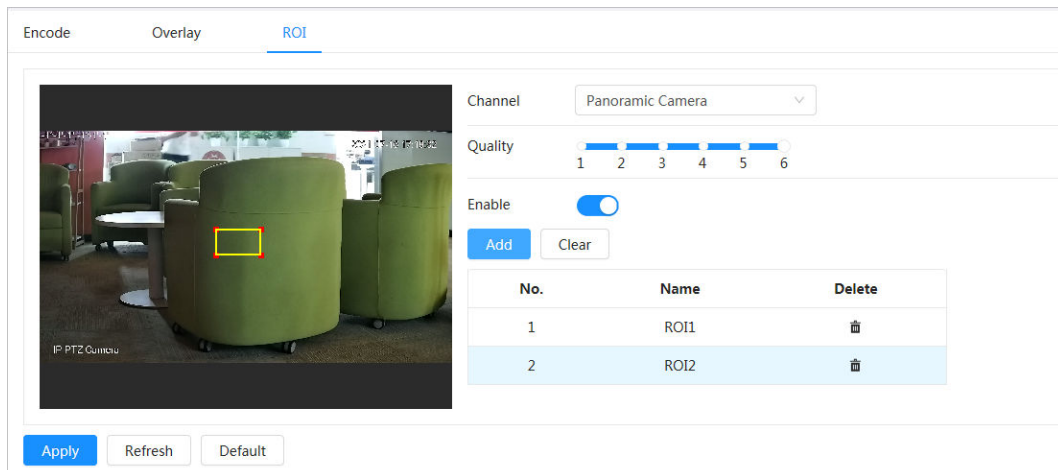 Encode Overlay ROI
Channel Panoramic Camera
Quality
1 2 3 4 5 6
Enable
Add Clear
No. Name Delete
1 ROI1
2 ROI2
IP PTZ Camera
Apply Refresh Default